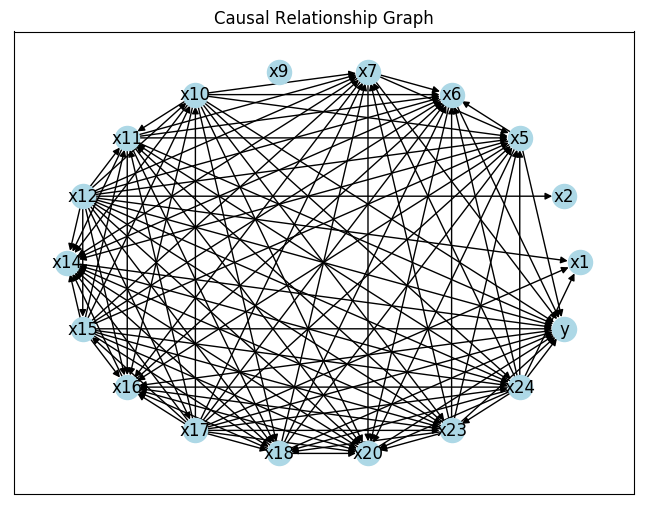 Causal Relationship Graph
x9
x7
x10
x6
x11
x5
x12
x2
x14
x1
x15
y
x16
x24
x17
x23
x18
x20